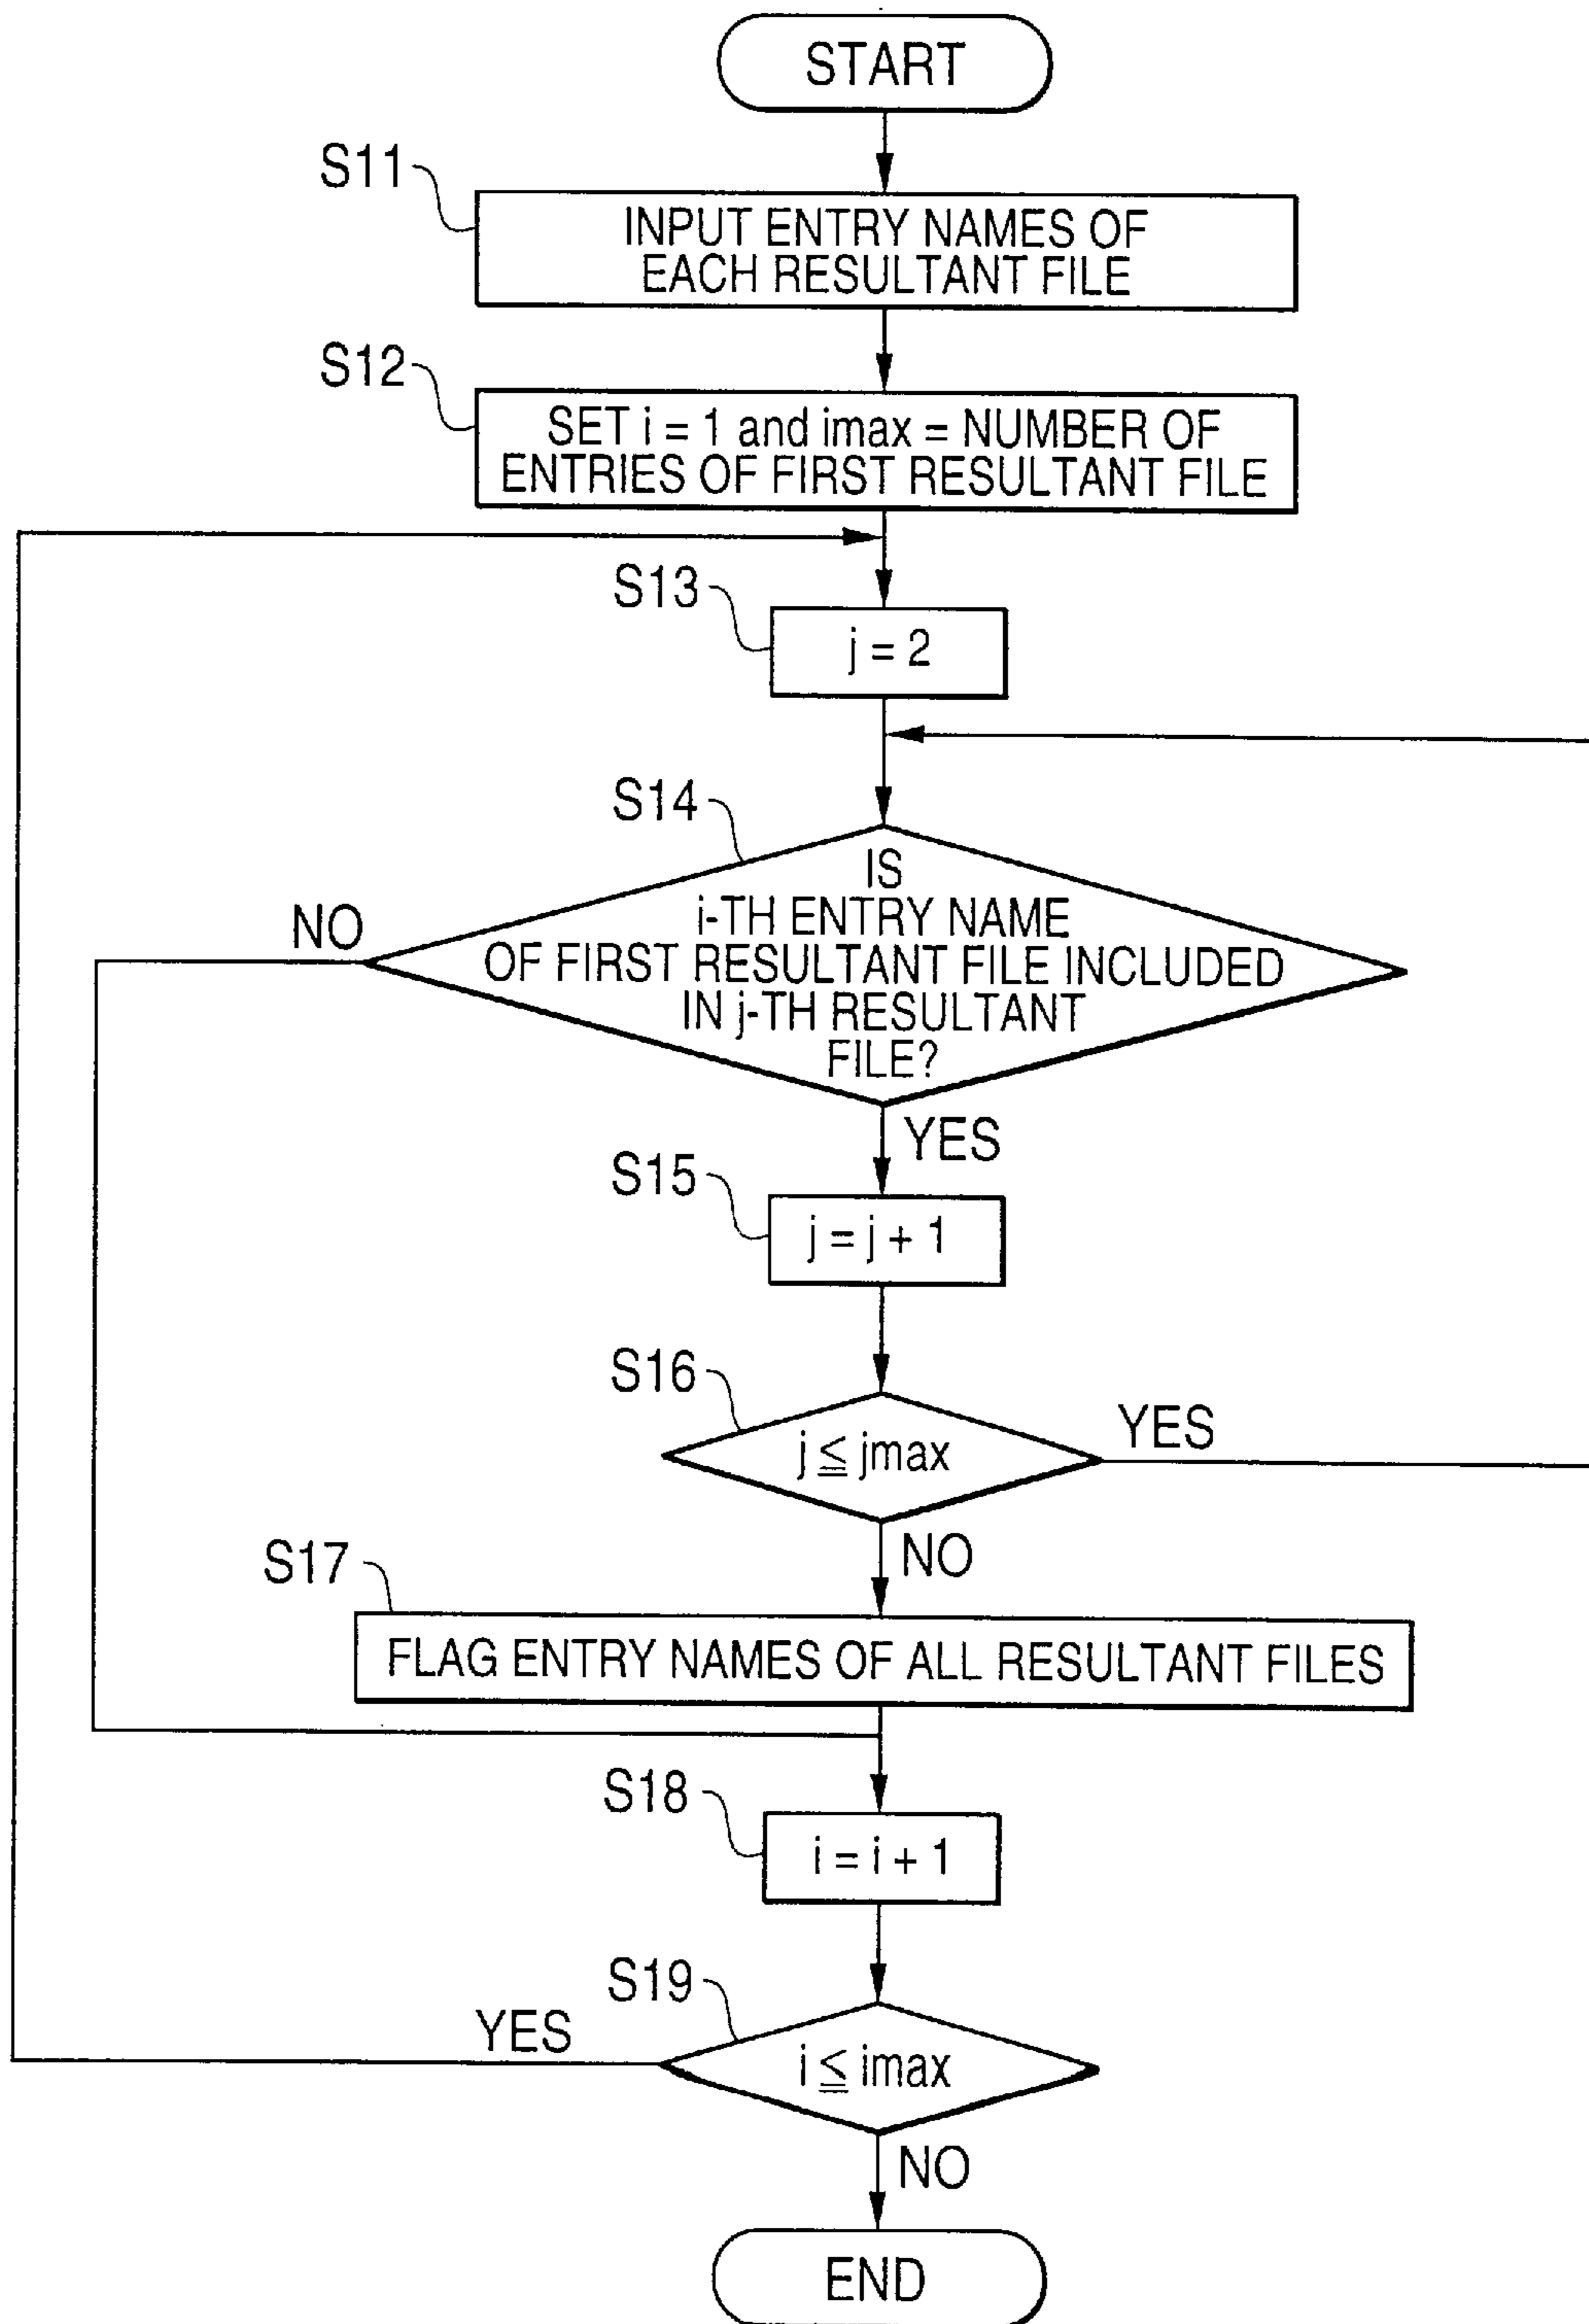 START
S11
INPUT ENTRY NAMES OF
EACH RESULTANT FILE
S12
SET i = 1 and imax = NUMBER OF
ENTRIES OF FIRST RESULTANT FILE
S13
j = 2
S14
IS
i-TH ENTRY NAME
OF FIRST RESULTANT FILE INCLUDED
IN j-TH RESULTANT
FILE?
NO
YES
S15
j = j + 1
S16
j ≦ jmax
YES
NO
S17
FLAG ENTRY NAMES OF ALL RESULTANT FILES
S18
i = i + 1
S19
i ≦ imax
YES
NO
END